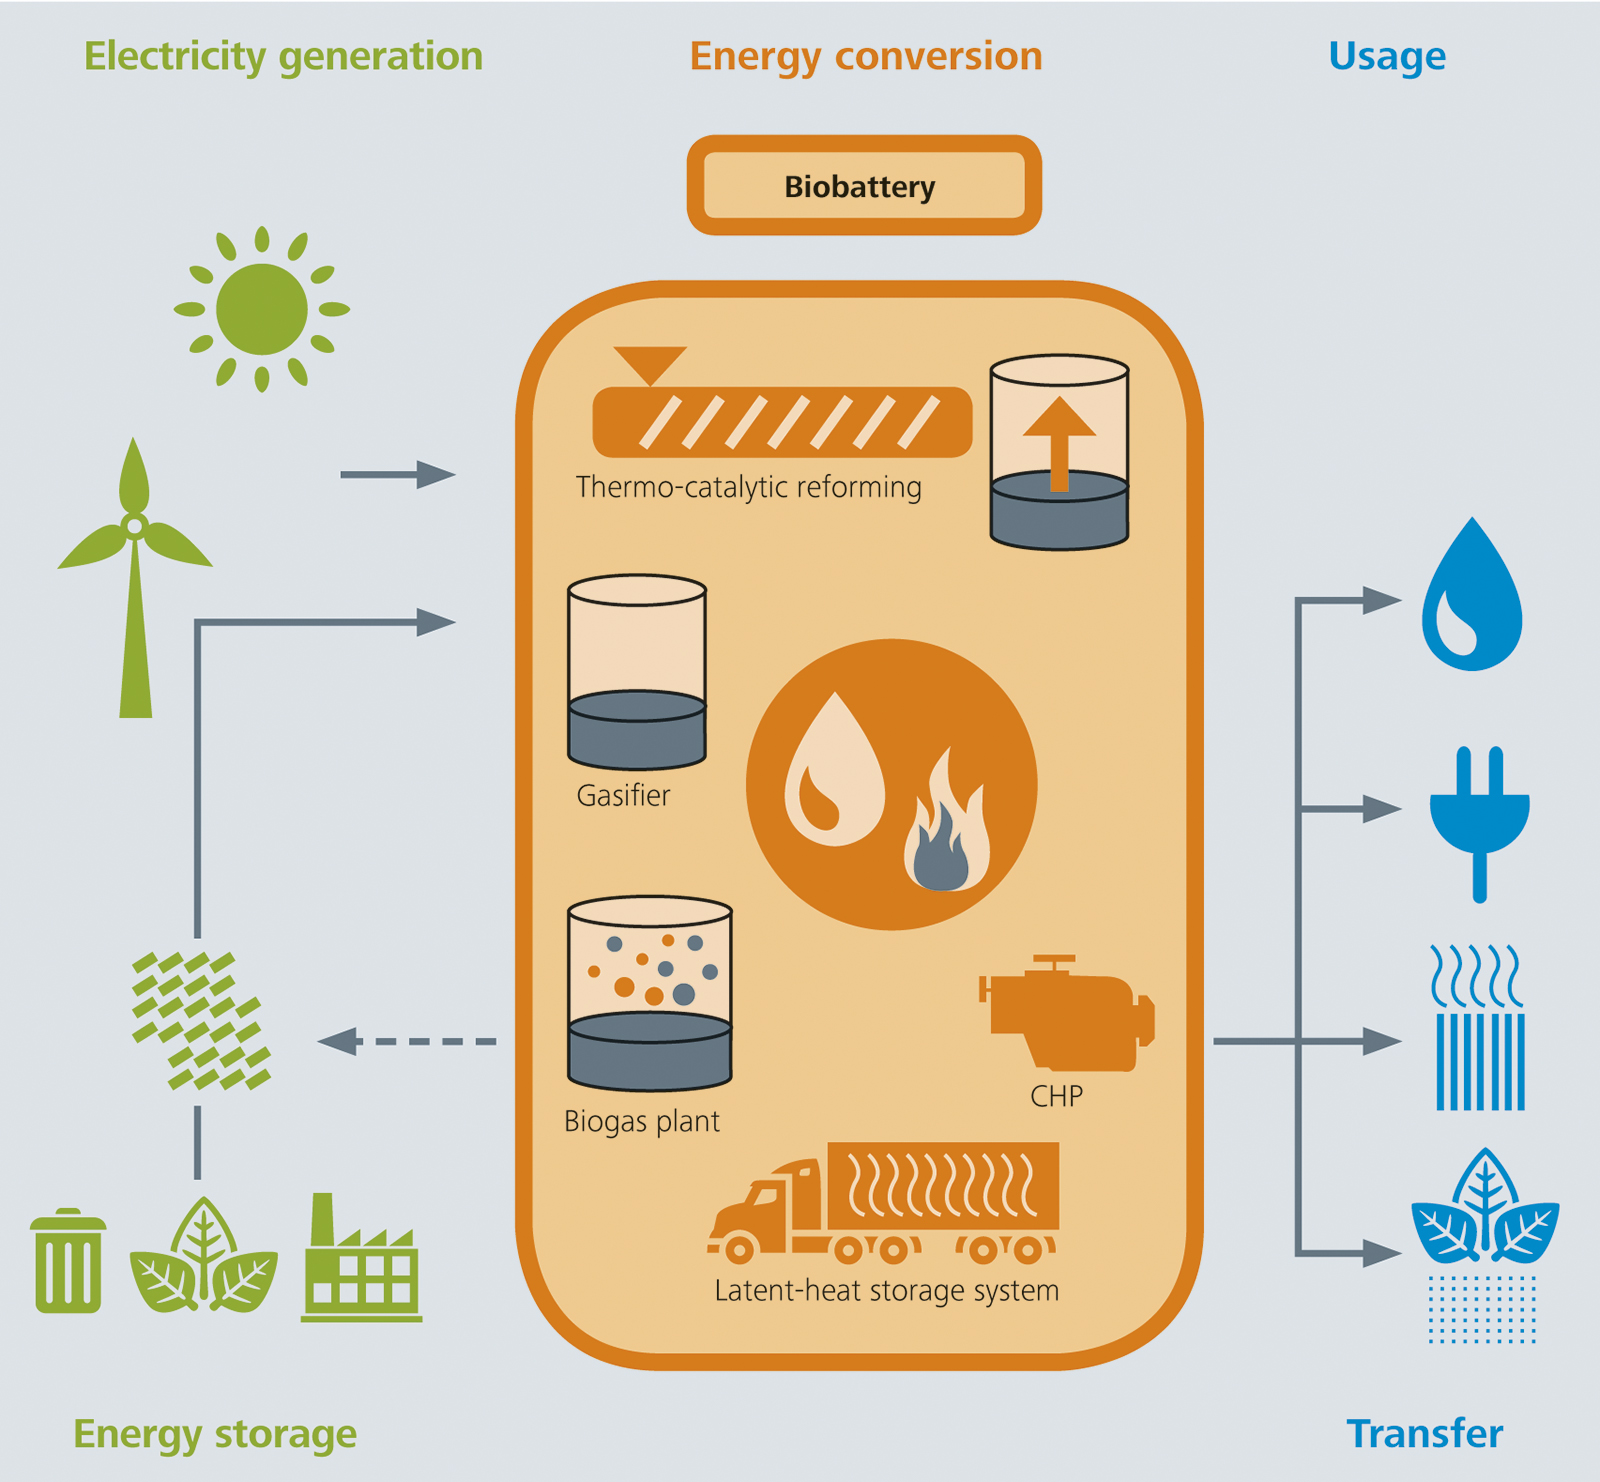 Electricity generation
Energy conversion
Usage
Biobattery
Thermo-catalytic reforming
Gasifier
Biogas plant
CHP
Latent-heat storage system
Energy storage
Transfer